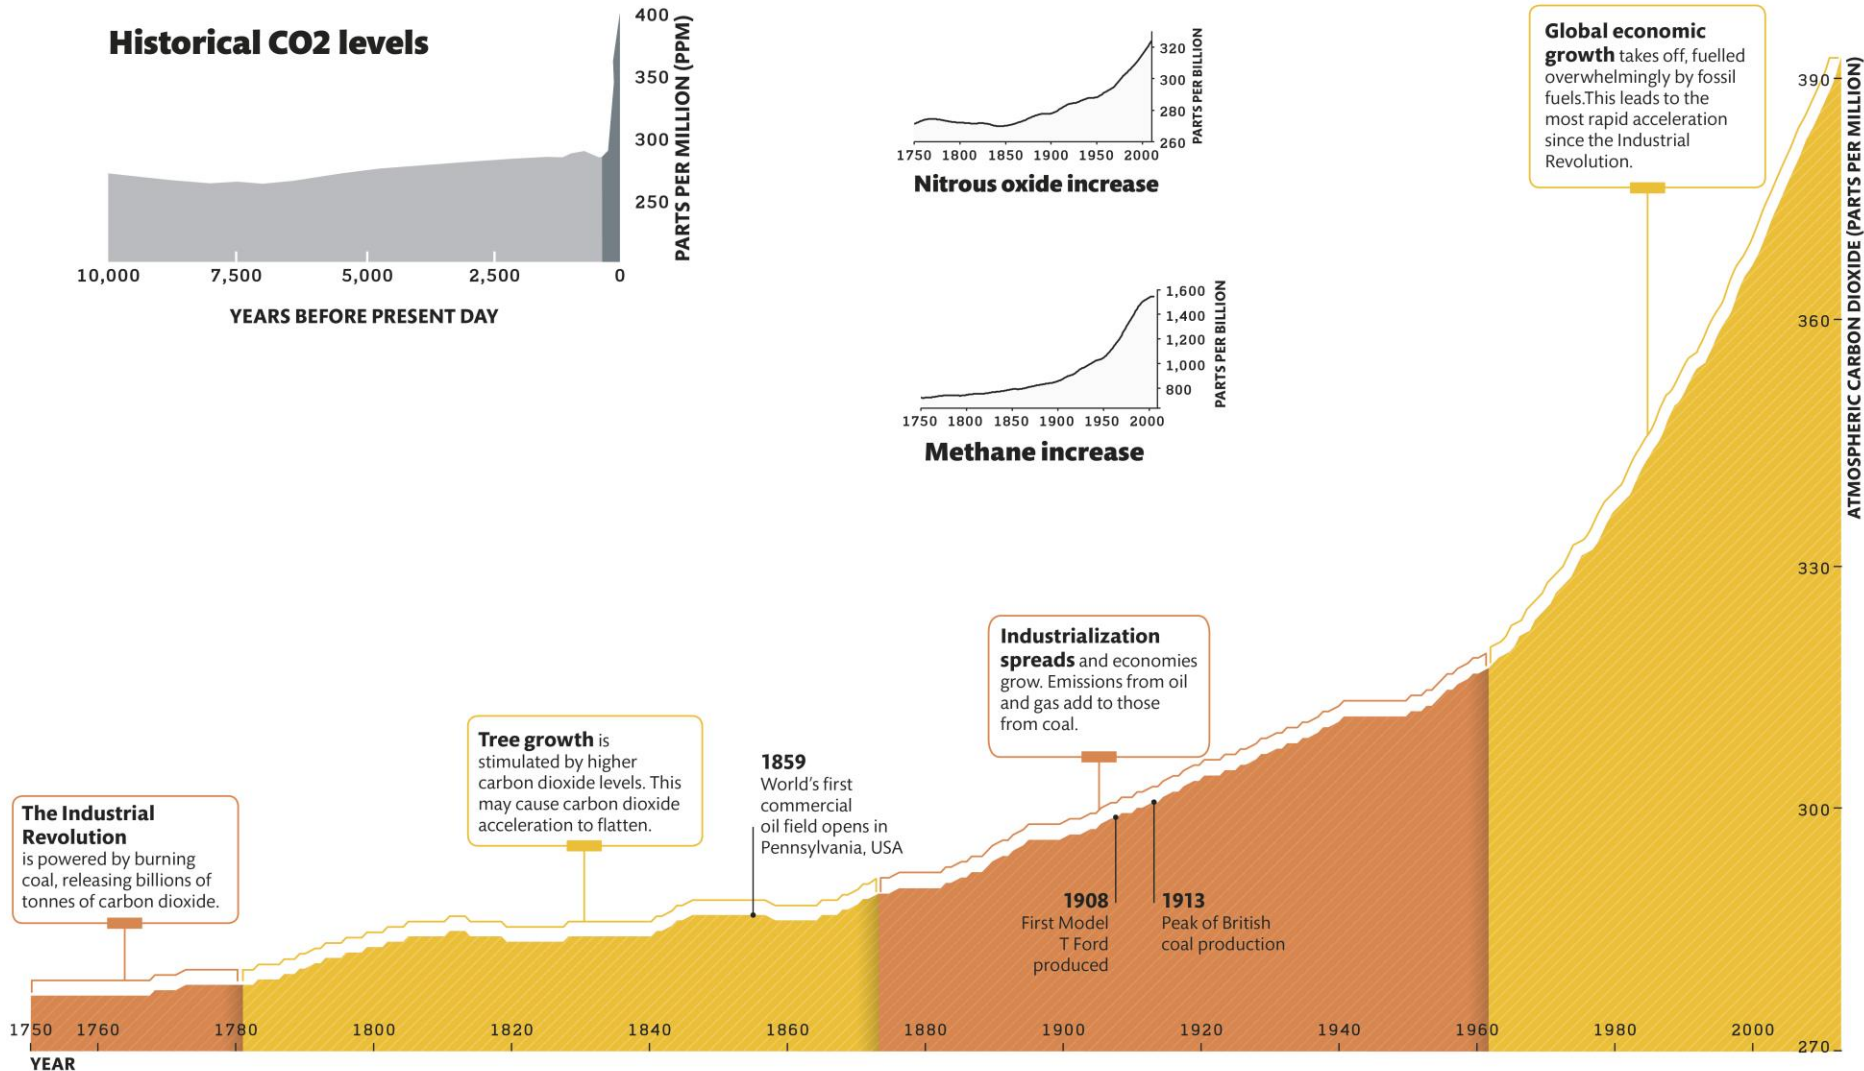 Historical CO2 levels
400
350
300
250
PARTS PER MILLION (PPM)
10,000 7,500 5,000 2,500 0
YEARS BEFORE PRESENT DAY
320
300
280
260
PARTS PER BILLION
1750 1800 1850 1900 1950 2000
Nitrous oxide increase
1,600
1,400
1,200
1,000
800
PARTS PER BILLION
1750 1800 1850 1900 1950 2000
Methane increase
Global economic
growth takes off, fuelled
overwhelmingly by fossil
fuels.This leads to the
most rapid acceleration
since the Industrial
Revolution.
390
360
330
300
270
ATMOSPHERIC CARBON DIOXIDE (PARTS PER MILLION)
The Industrial
Revolution
is powered by burning
coal, releasing billions of
tonnes of carbon dioxide.
Tree growth is
stimulated by higher
carbon dioxide levels. This
may cause carbon dioxide
acceleration to flatten.
1859
World's first
commercial
oil field opens in
Pennsylvania, USA
Industrialization
spreads and economies
grow. Emissions from oil
and gas add to those
from coal.
1908
First Model
T Ford
produced
1913
Peak of British
coal production
1750 1760 1780 1800 1820 1840 1860 1880 1900 1920 1940 1960 1980 2000
YEAR